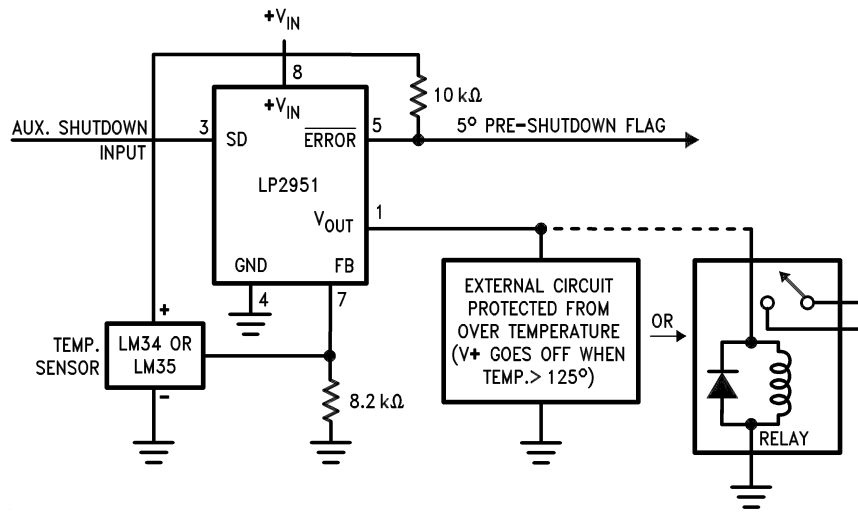 +VIN
8
+VIN
10 kΩ
AUX. SHUTDOWN
INPUT
3
SD
ERROR
5
5º PRE-SHUTDOWN FLAG
LP2951
VOUT
1
GND
FB
4
7
EXTERNAL CIRCUIT
PROTECTED FROM
OVER TEMPERATURE
(V+ GOES OFF WHEN
TEMP.> 125º)
OR
+
TEMP.
SENSOR
LM34 OR
LM35
−
8.2 kΩ
RELAY